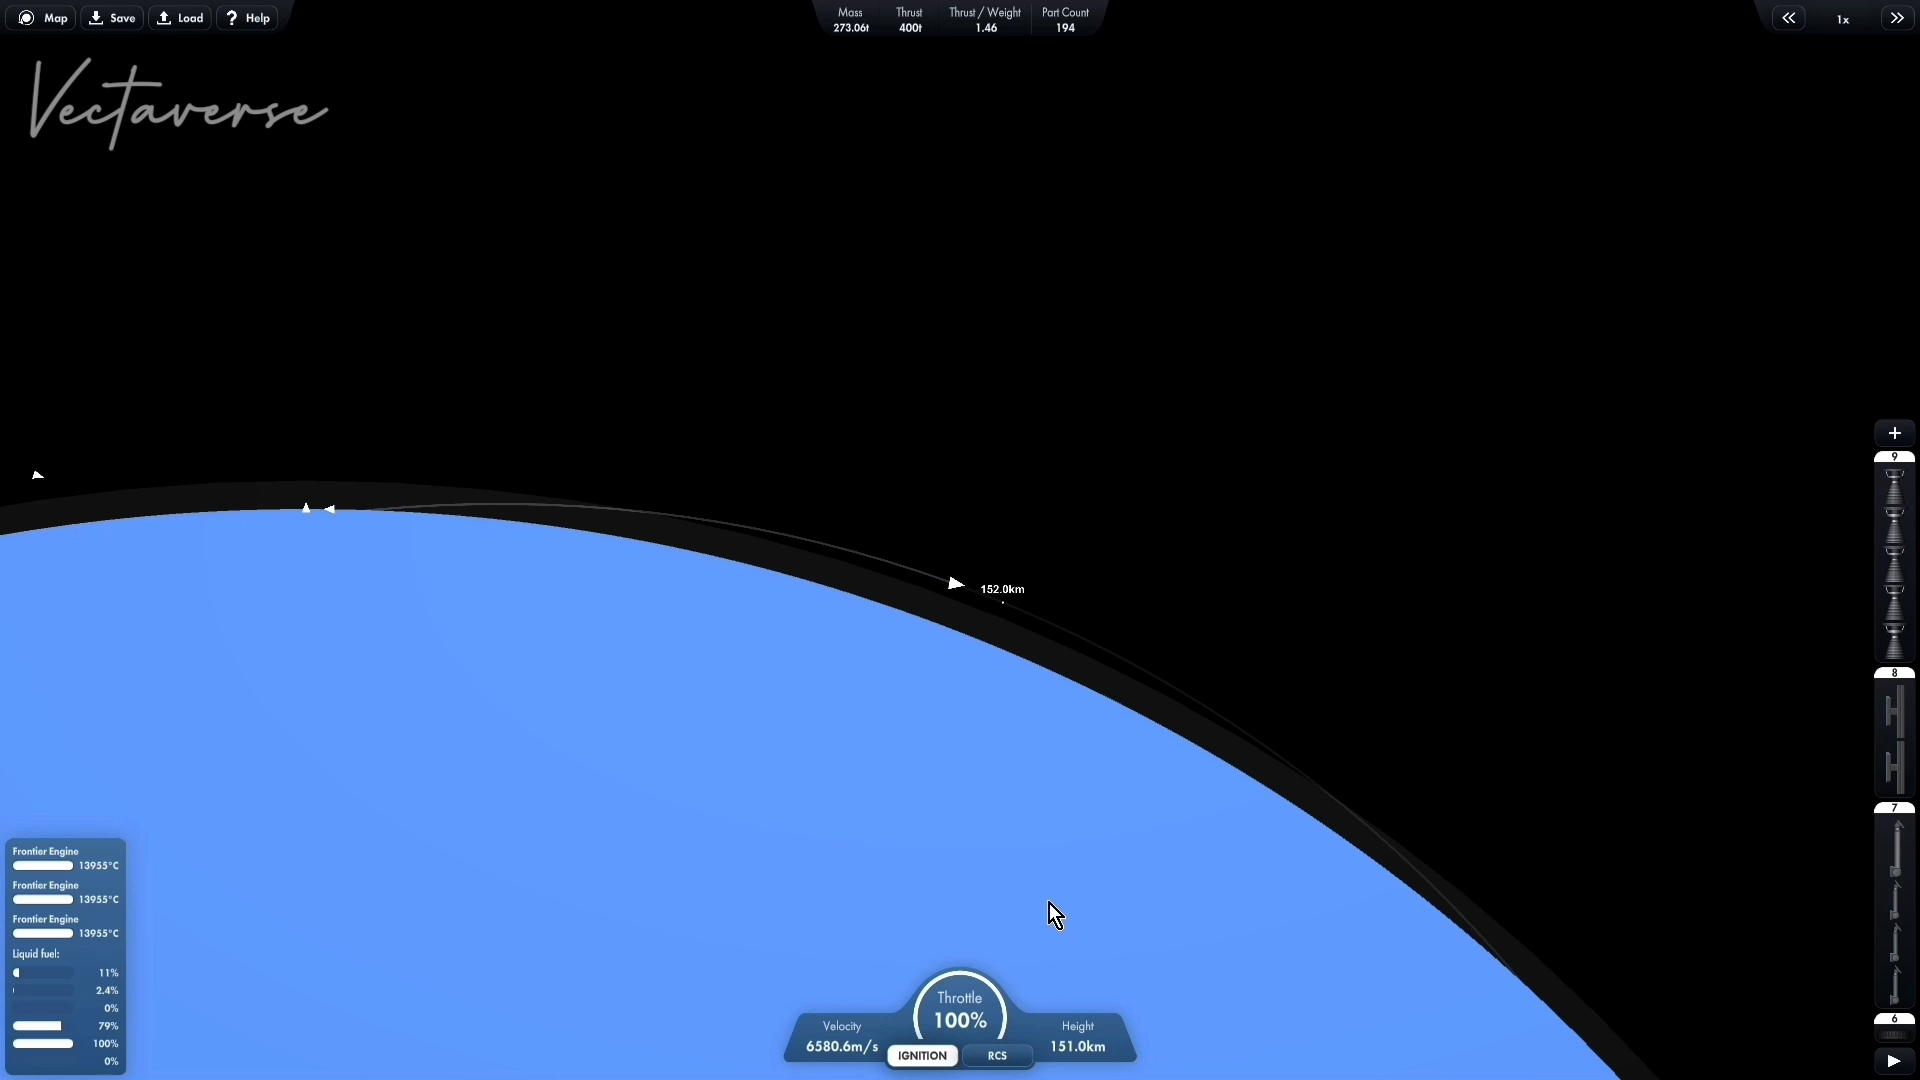 Map Save Load Help
Mass Thrust Thrust / Weight Part Count
273.06t 400t 1.46 194
1x
Vectaverse
152.0km
9
8
7
6
Frontier Engine
13955°C
Frontier Engine
13955°C
Frontier Engine
13955°C
Liquid fuel:
11%
2.4%
0%
79%
100%
0%
Throttle
100%
Velocity Height
6580.6m/s 151.0km
IGNITION RCS